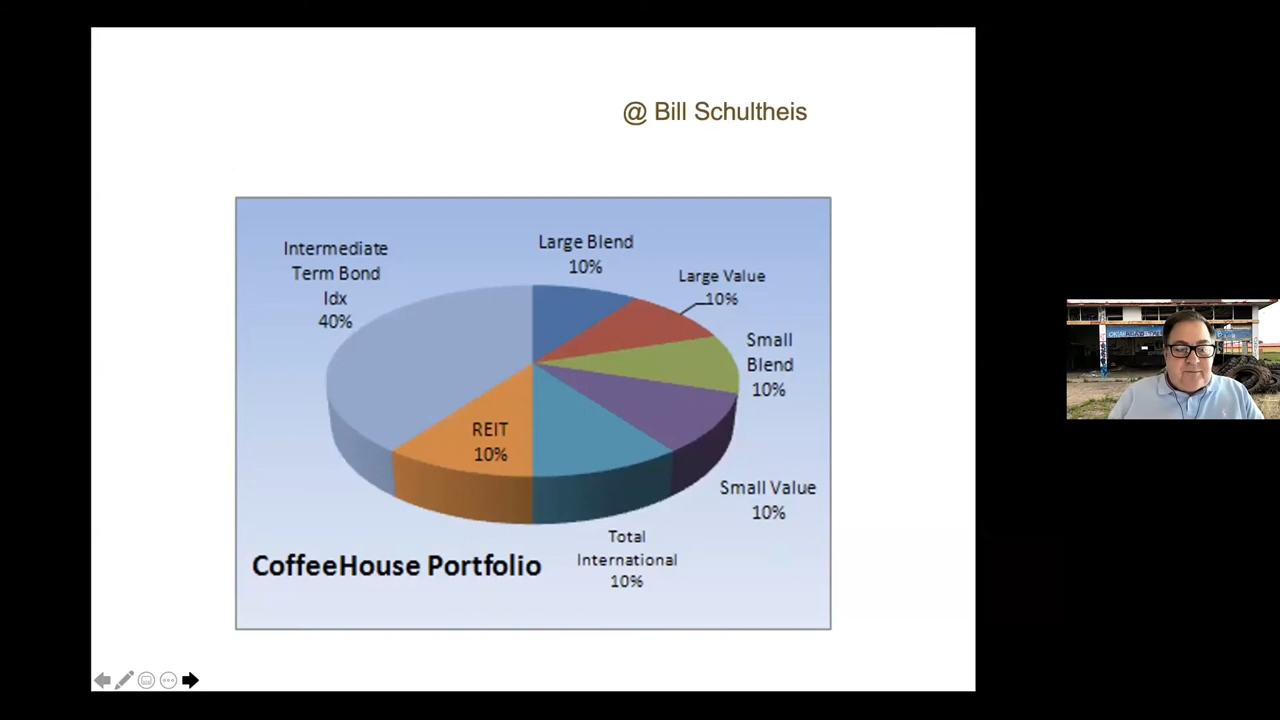 @ Bill Schultheis
Intermediate
Term Bond
Idx
40%
Large Blend
10%
Large Value
10%
Small
Blend
10%
REIT
10%
Small Value
10%
Total
International
10%
CoffeeHouse Portfolio